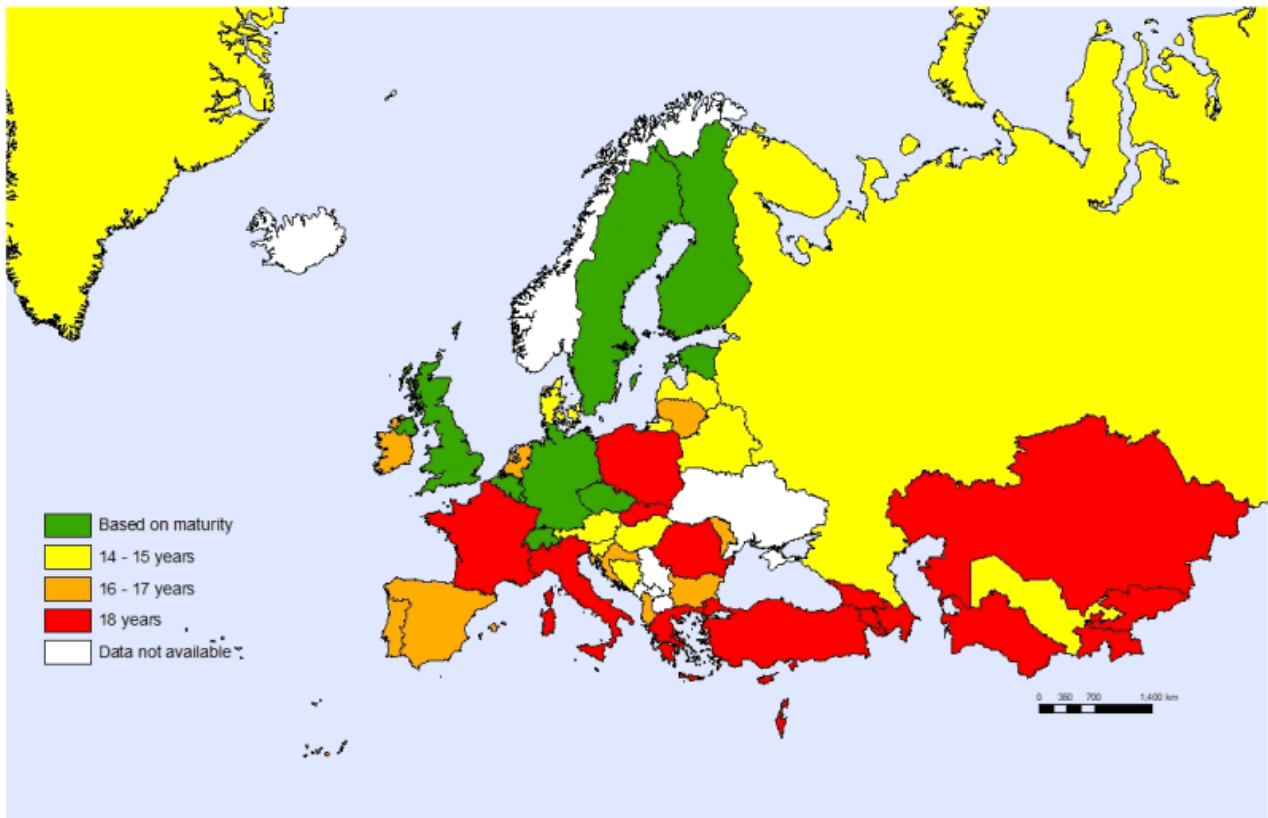 Based on maturity
14 - 15 years
16 - 17 years
18 years
Data not available
0 350 700 1,400 km